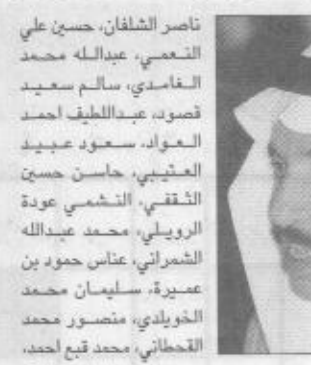 ناصر الشلفان، حسين علي
النعمي، عبدالله محمد
الغامدي، سالم سعيد
قصود، عبداللطيف احمد
العواد، سعود عبيد
العتيبي، حاسن حسين
الثقفي، النشمي عودة
الرويلي، محمد عبدالله
الشمراني، عناس حمود بن
عميرة، سليمان محمد
الخويلدي، منصور محمد
القحطاني، محمد قبع احمد،